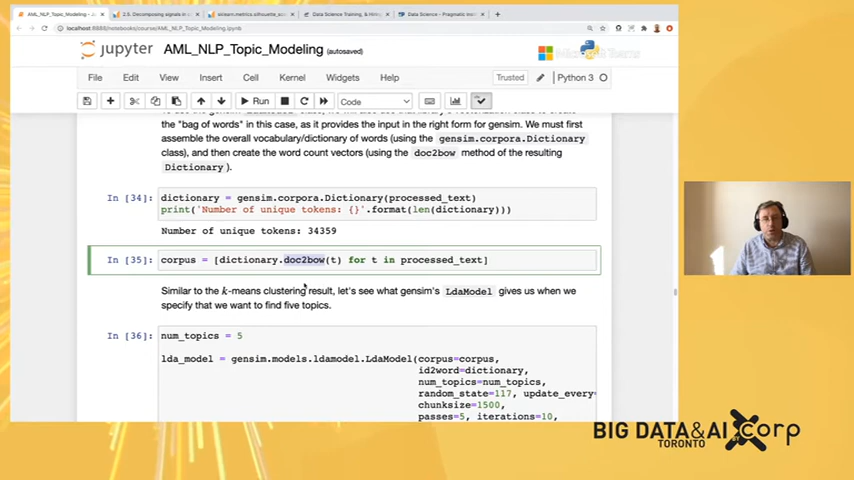 AML_NLP_Topic_Modeling
2.5. Decomposing signals in c
sklearn.metrics.silhouette_sco
Data Science Training, & Hiring
Data Science - Pragmatic Inst
localhost:8888/notebooks/course/AML_NLP_Topic_Modeling.ipynb
jupyter AML_NLP_Topic_Modeling (autosaved)
Microsoft Teams
File Edit View Insert Cell Kernel Widgets Help
Trusted
Python 3
Run
Code
the "bag of words" in this case, as it provides the input in the right form for gensim. We must first
assemble the overall vocabulary/dictionary of words (using the gensim.corpora.Dictionary
class), and then create the word count vectors (using the doc2bow method of the resulting
Dictionary).
In [34]: dictionary = gensim.corpora.Dictionary(processed_text)
print('Number of unique tokens: {}'.format(len(dictionary)))
Number of unique tokens: 34359
In [35]: corpus = [dictionary.doc2bow(t) for t in processed_text]
Similar to the k-means clustering result, let's see what gensim's LdaModel gives us when we
specify that we want to find five topics.
In [36]: num_topics = 5
lda_model = gensim.models.ldamodel.LdaModel(corpus=corpus,
id2word=dictionary,
num_topics=num_topics,
random_state=117, update_every=
chunksize=1500,
passes=5, iterations=10,
BIG DATA & AI
TORONTO
BY corp